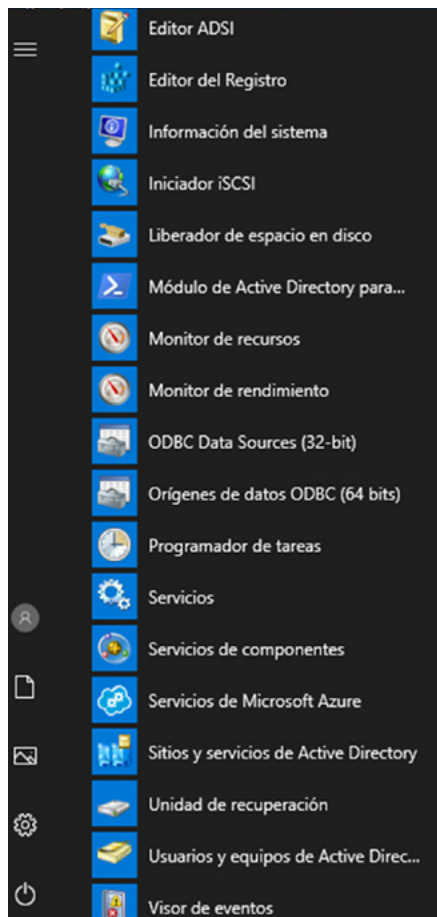 Editor ADSI
Editor del Registro
Información del sistema
Iniciador iSCSI
Liberador de espacio en disco
Módulo de Active Directory para...
Monitor de recursos
Monitor de rendimiento
ODBC Data Sources (32-bit)
Orígenes de datos ODBC (64 bits)
Programador de tareas
Servicios
Servicios de componentes
Servicios de Microsoft Azure
Sitios y servicios de Active Directory
Unidad de recuperación
Usuarios y equipos de Active Direc...
Visor de eventos